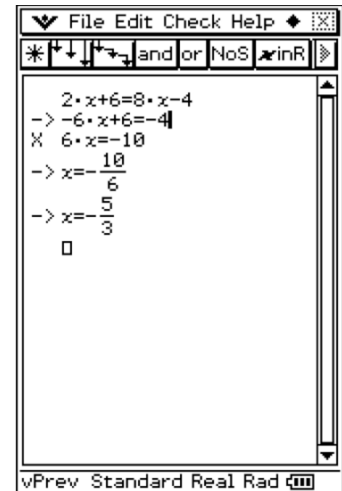 File Edit Check Help
and or NoS xinR
2·x+6=8·x-4
-> -6·x+6=-4
X 6·x=-10
-> x=-10/6
-> x=-5/3
vPrev Standard Real Rad